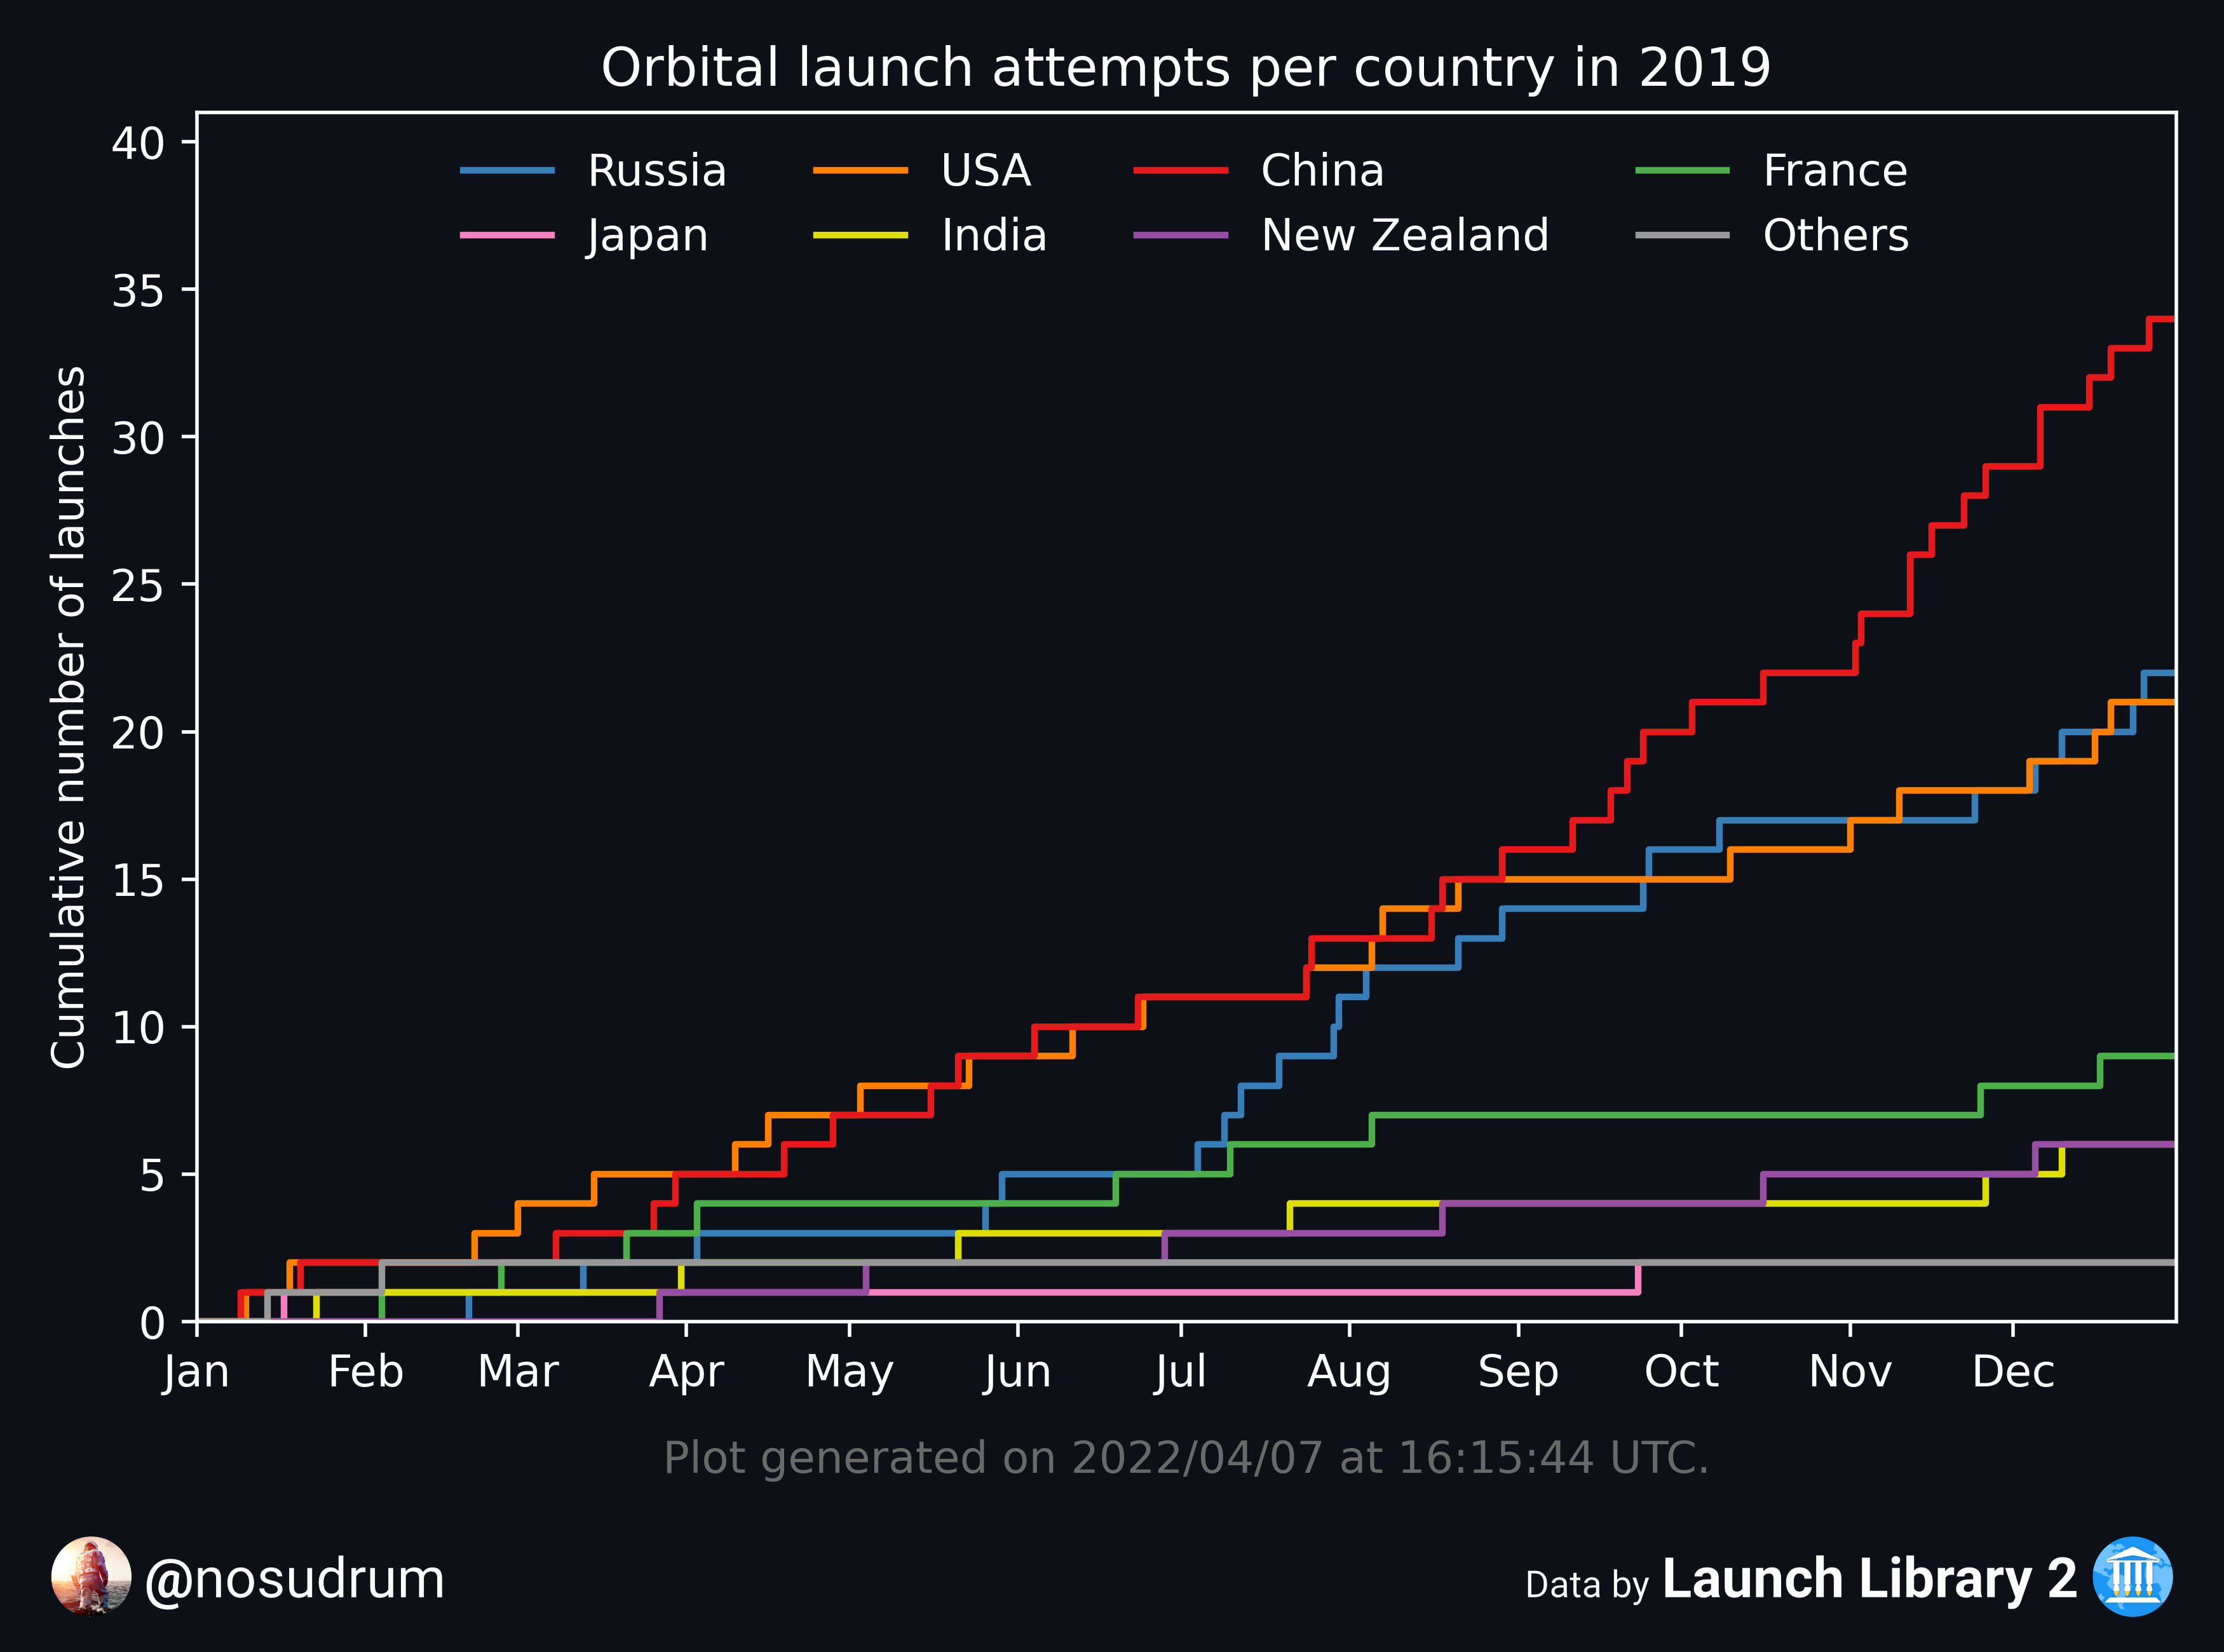 Orbital launch attempts per country in 2019
40
35
30
25
20
15
10
5
0
Cumulative number of launches
Russia USA China France
Japan India New Zealand Others
Jan Feb Mar Apr May Jun Jul Aug Sep Oct Nov Dec
Plot generated on 2022/04/07 at 16:15:44 UTC.
@nosudrum
Data by Launch Library 2